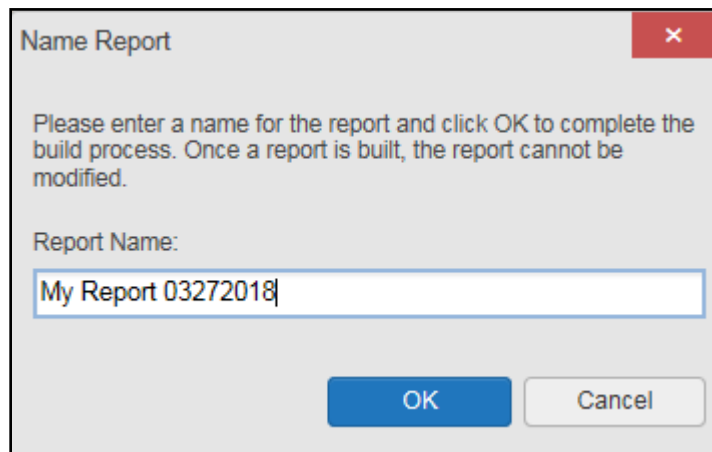 Name Report
Please enter a name for the report and click OK to complete the
build process. Once a report is built, the report cannot be
modified.
Report Name:
My Report 03272018
OK Cancel